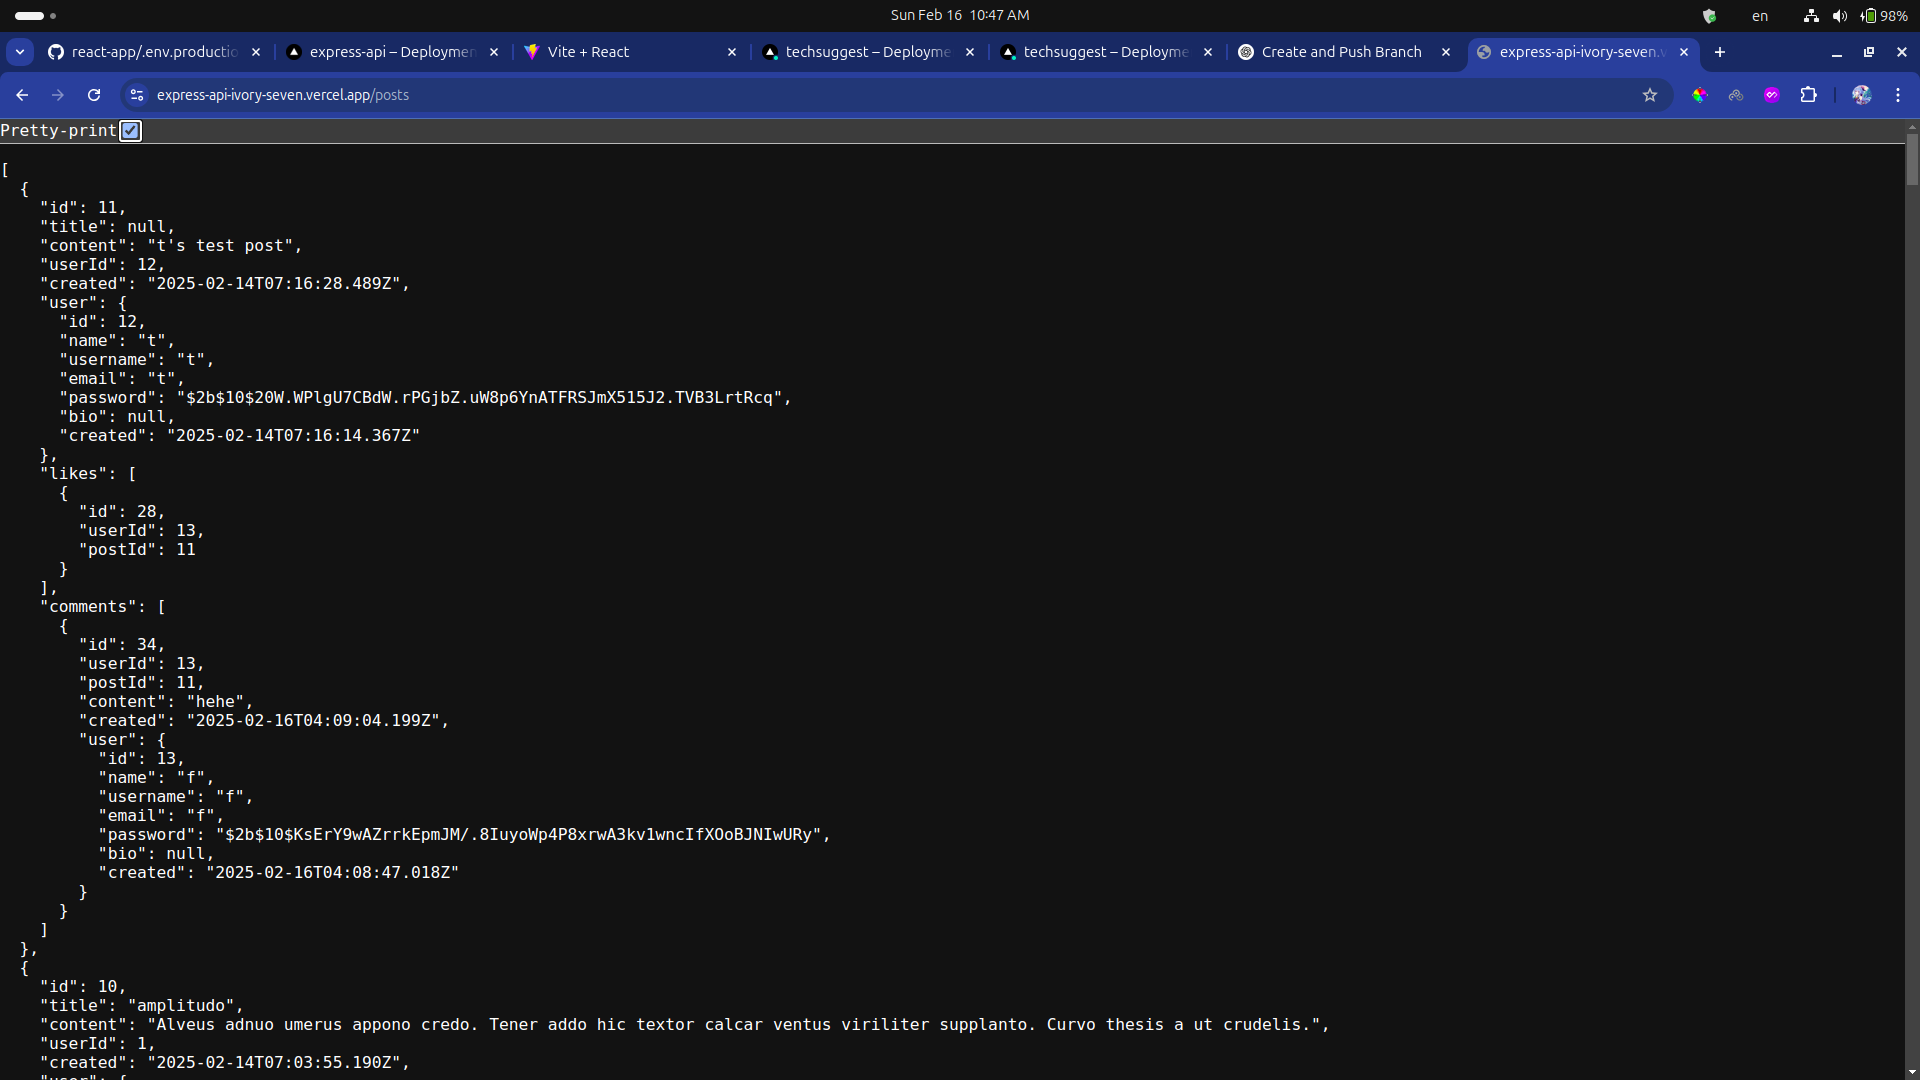 Sun Feb 16 10:47 AM
en
98%
react-app/.env.productio
express-api – Deploymen
Vite + React
techsuggest – Deployme
techsuggest – Deployme
Create and Push Branch
express-api-ivory-seven.v
express-api-ivory-seven.vercel.app/posts
Pretty-print
[
  {
    "id": 11,
    "title": null,
    "content": "t's test post",
    "userId": 12,
    "created": "2025-02-14T07:16:28.489Z",
    "user": {
      "id": 12,
      "name": "t",
      "username": "t",
      "email": "t",
      "password": "$2b$10$20W.WPlgU7CBdW.rPGjbZ.uW8p6YnATFRSJmX515J2.TVB3LrtRcq",
      "bio": null,
      "created": "2025-02-14T07:16:14.367Z"
    },
    "likes": [
      {
        "id": 28,
        "userId": 13,
        "postId": 11
      }
    ],
    "comments": [
      {
        "id": 34,
        "userId": 13,
        "postId": 11,
        "content": "hehe",
        "created": "2025-02-16T04:09:04.199Z",
        "user": {
          "id": 13,
          "name": "f",
          "username": "f",
          "email": "f",
          "password": "$2b$10$KsErY9wAZrrkEpmJM/.8IuyoWp4P8xrwA3kv1wncIfXOoBJNIwURy",
          "bio": null,
          "created": "2025-02-16T04:08:47.018Z"
        }
      }
    ]
  },
  {
    "id": 10,
    "title": "amplitudo",
    "content": "Alveus adnuo umerus appono credo. Tener addo hic textor calcar ventus viriliter supplanto. Curvo thesis a ut crudelis.",
    "userId": 1,
    "created": "2025-02-14T07:03:55.190Z",
    "user": {